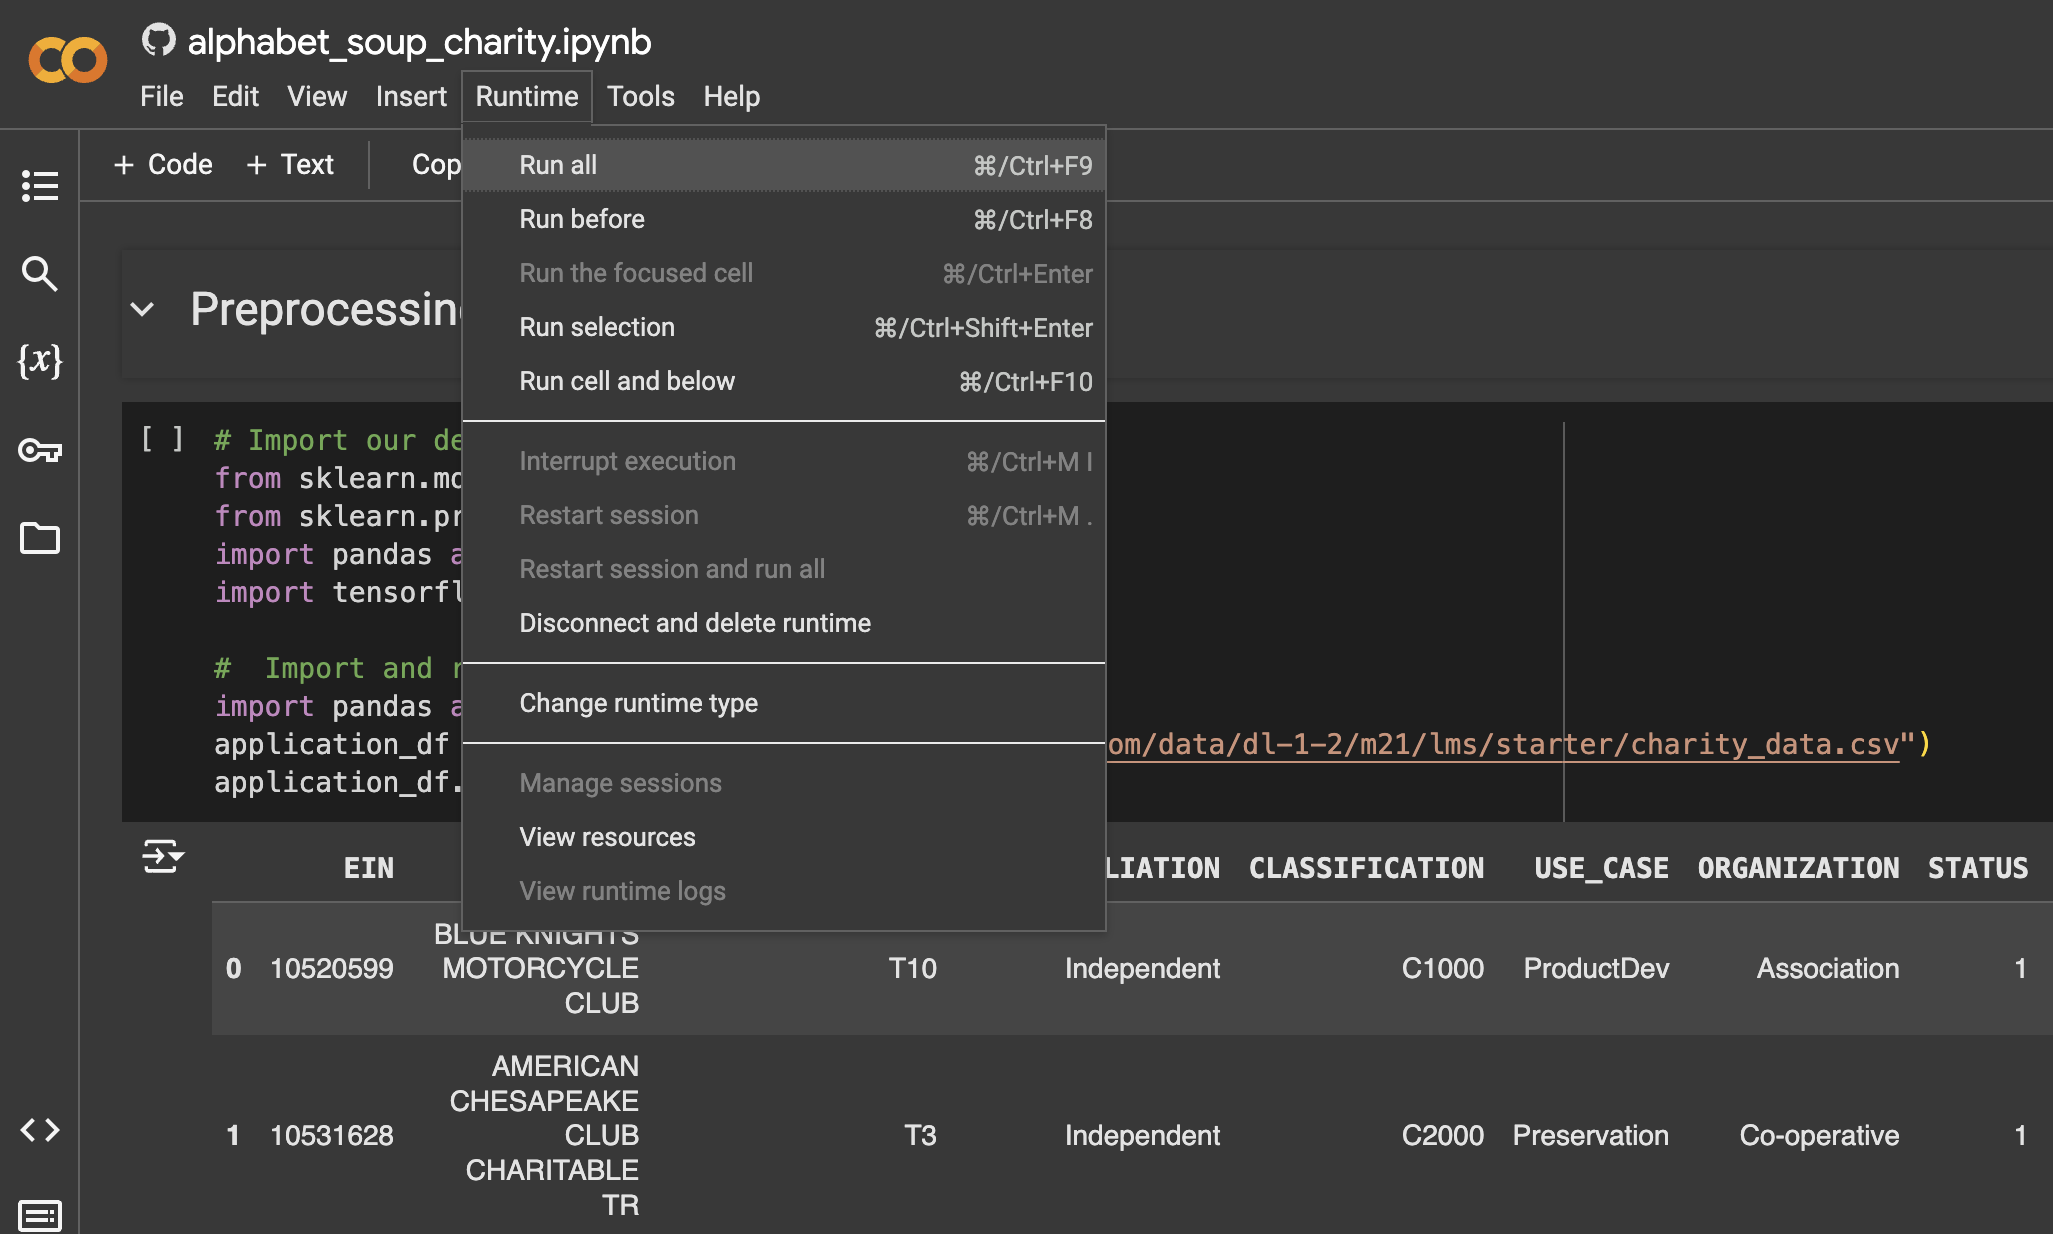 alphabet_soup_charity.ipynb
File Edit View Insert Runtime Tools Help
+ Code + Text Cop
Run all ⌘/Ctrl+F9
Run before ⌘/Ctrl+F8
Run the focused cell ⌘/Ctrl+Enter
Run selection ⌘/Ctrl+Shift+Enter
Run cell and below ⌘/Ctrl+F10
Interrupt execution ⌘/Ctrl+M I
Restart session ⌘/Ctrl+M .
Restart session and run all
Disconnect and delete runtime
Change runtime type
Manage sessions
View resources
View runtime logs
{x}
Preprocessing
[ ] # Import our de
from sklearn.mo
from sklearn.pr
import pandas a
import tensorfl
# Import and r
import pandas a
application_df om/data/dl-1-2/m21/lms/starter/charity_data.csv")
application_df.
EIN LIATION CLASSIFICATION USE_CASE ORGANIZATION STATUS
BLUE KNIGHTS
0 10520599 MOTORCYCLE T10 Independent C1000 ProductDev Association 1
CLUB
AMERICAN
CHESAPEAKE
1 10531628 CLUB T3 Independent C2000 Preservation Co-operative 1
CHARITABLE
TR